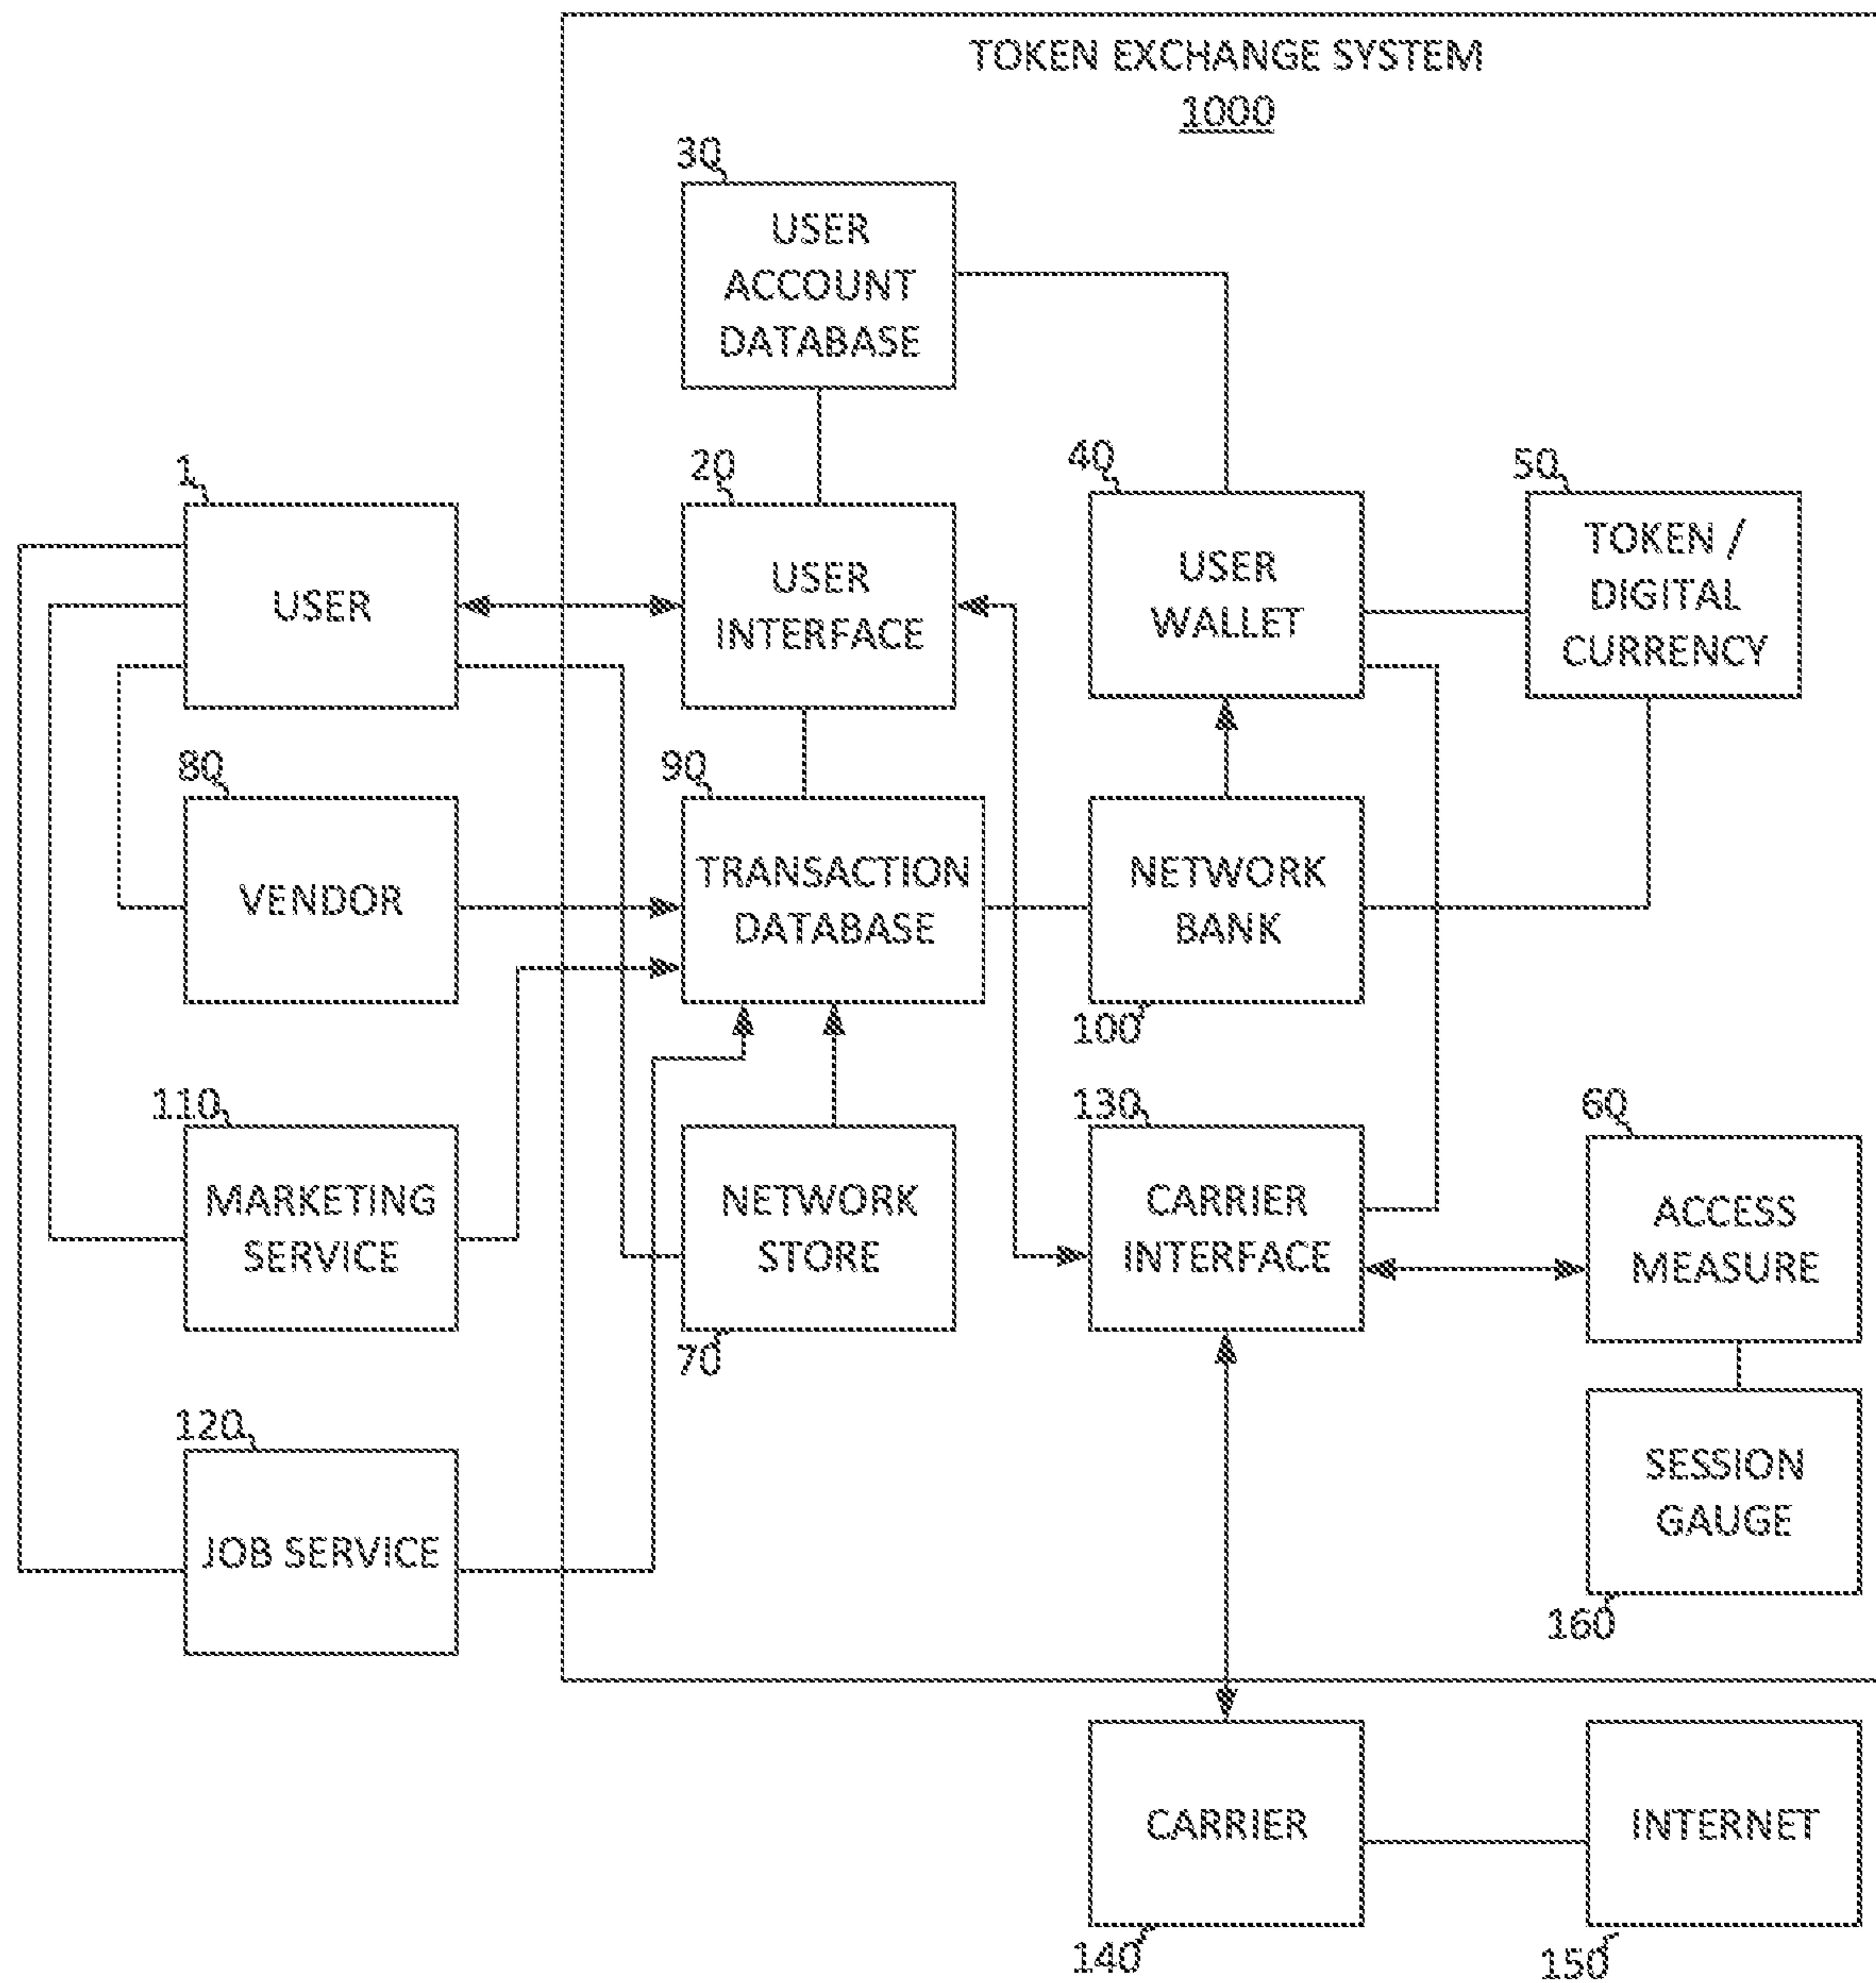 TOKEN EXCHANGE SYSTEM
1000
30
USER
ACCOUNT
DATABASE
1
USER
20
USER
INTERFACE
40
USER
WALLET
50
TOKEN /
DIGITAL
CURRENCY
80
VENDOR
90
TRANSACTION
DATABASE
NETWORK
BANK
100
110
MARKETING
SERVICE
NETWORK
STORE
70
130
CARRIER
INTERFACE
60
ACCESS
MEASURE
120
JOB SERVICE
SESSION
GAUGE
160
CARRIER
140
INTERNET
150